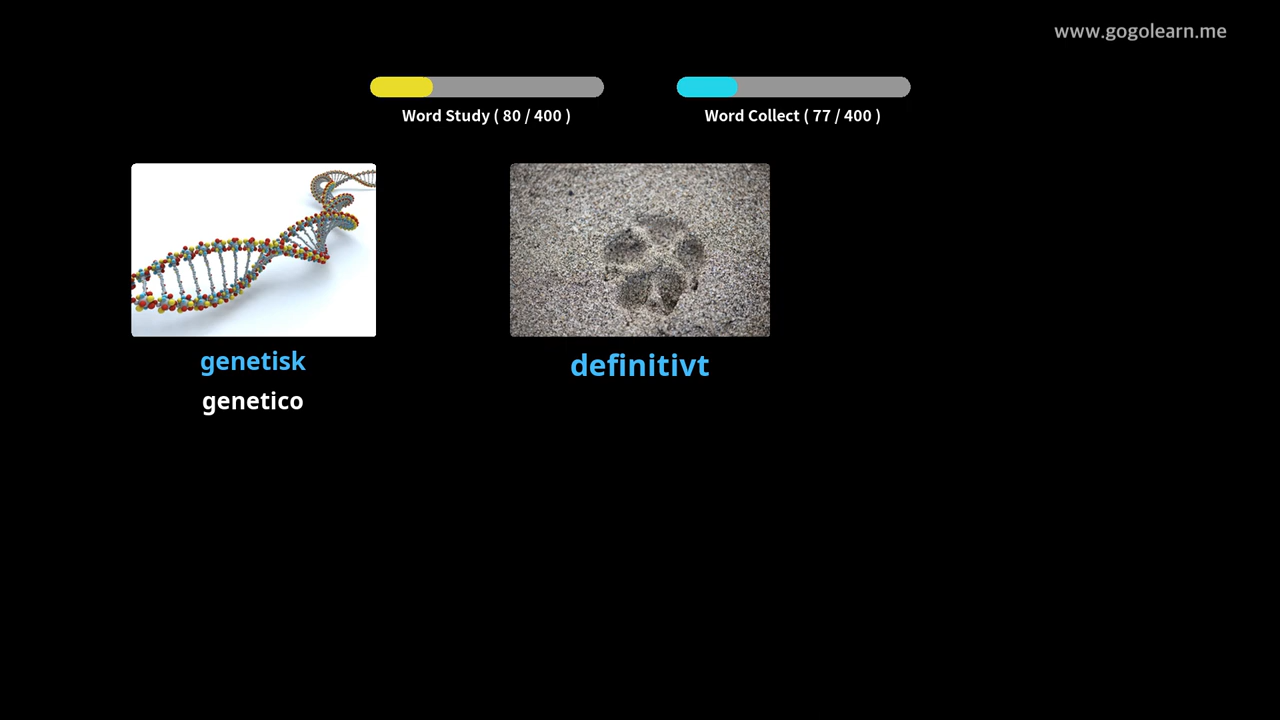 www.gogolearn.me
Word Study ( 80 / 400 )
Word Collect ( 77 / 400 )
genetisk
definitivt
genetico